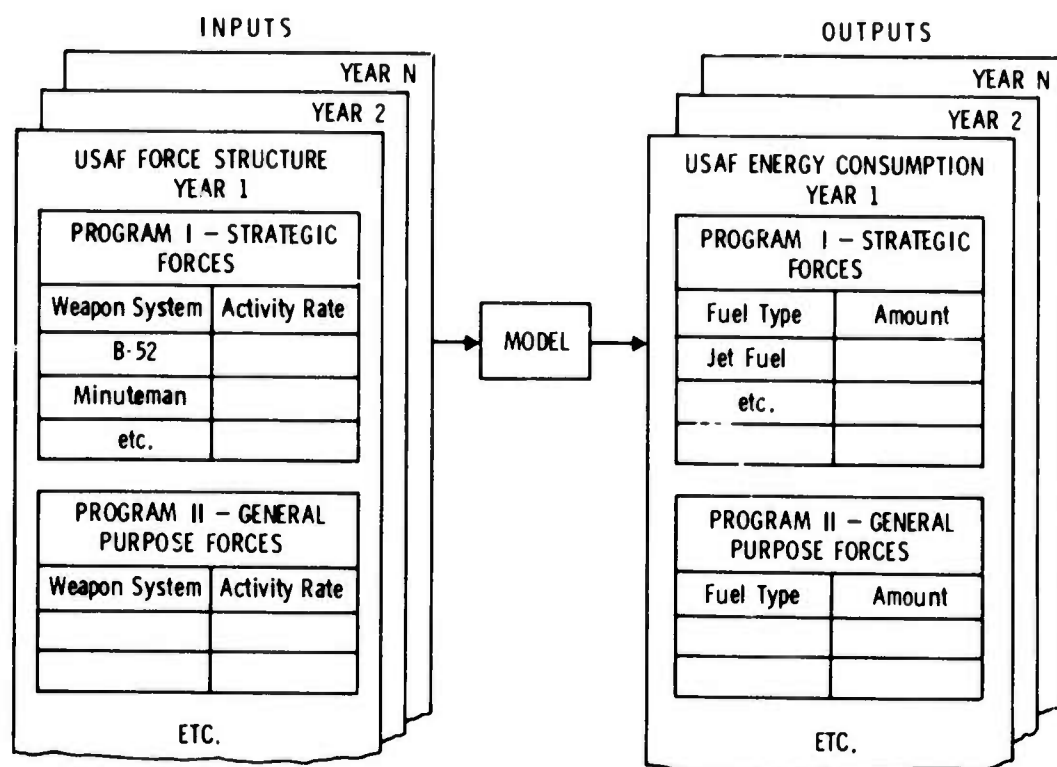 INPUTS
YEAR N
YEAR 2
USAF FORCE STRUCTURE
YEAR 1
PROGRAM I – STRATEGIC
FORCES
Weapon System Activity Rate
B-52
Minuteman
etc.
PROGRAM II – GENERAL
PURPOSE FORCES
Weapon System Activity Rate
ETC.
MODEL
OUTPUTS
YEAR N
YEAR 2
USAF ENERGY CONSUMPTION
YEAR 1
PROGRAM I – STRATEGIC
FORCES
Fuel Type Amount
Jet Fuel
etc.
PROGRAM II – GENERAL
PURPOSE FORCES
Fuel Type Amount
ETC.